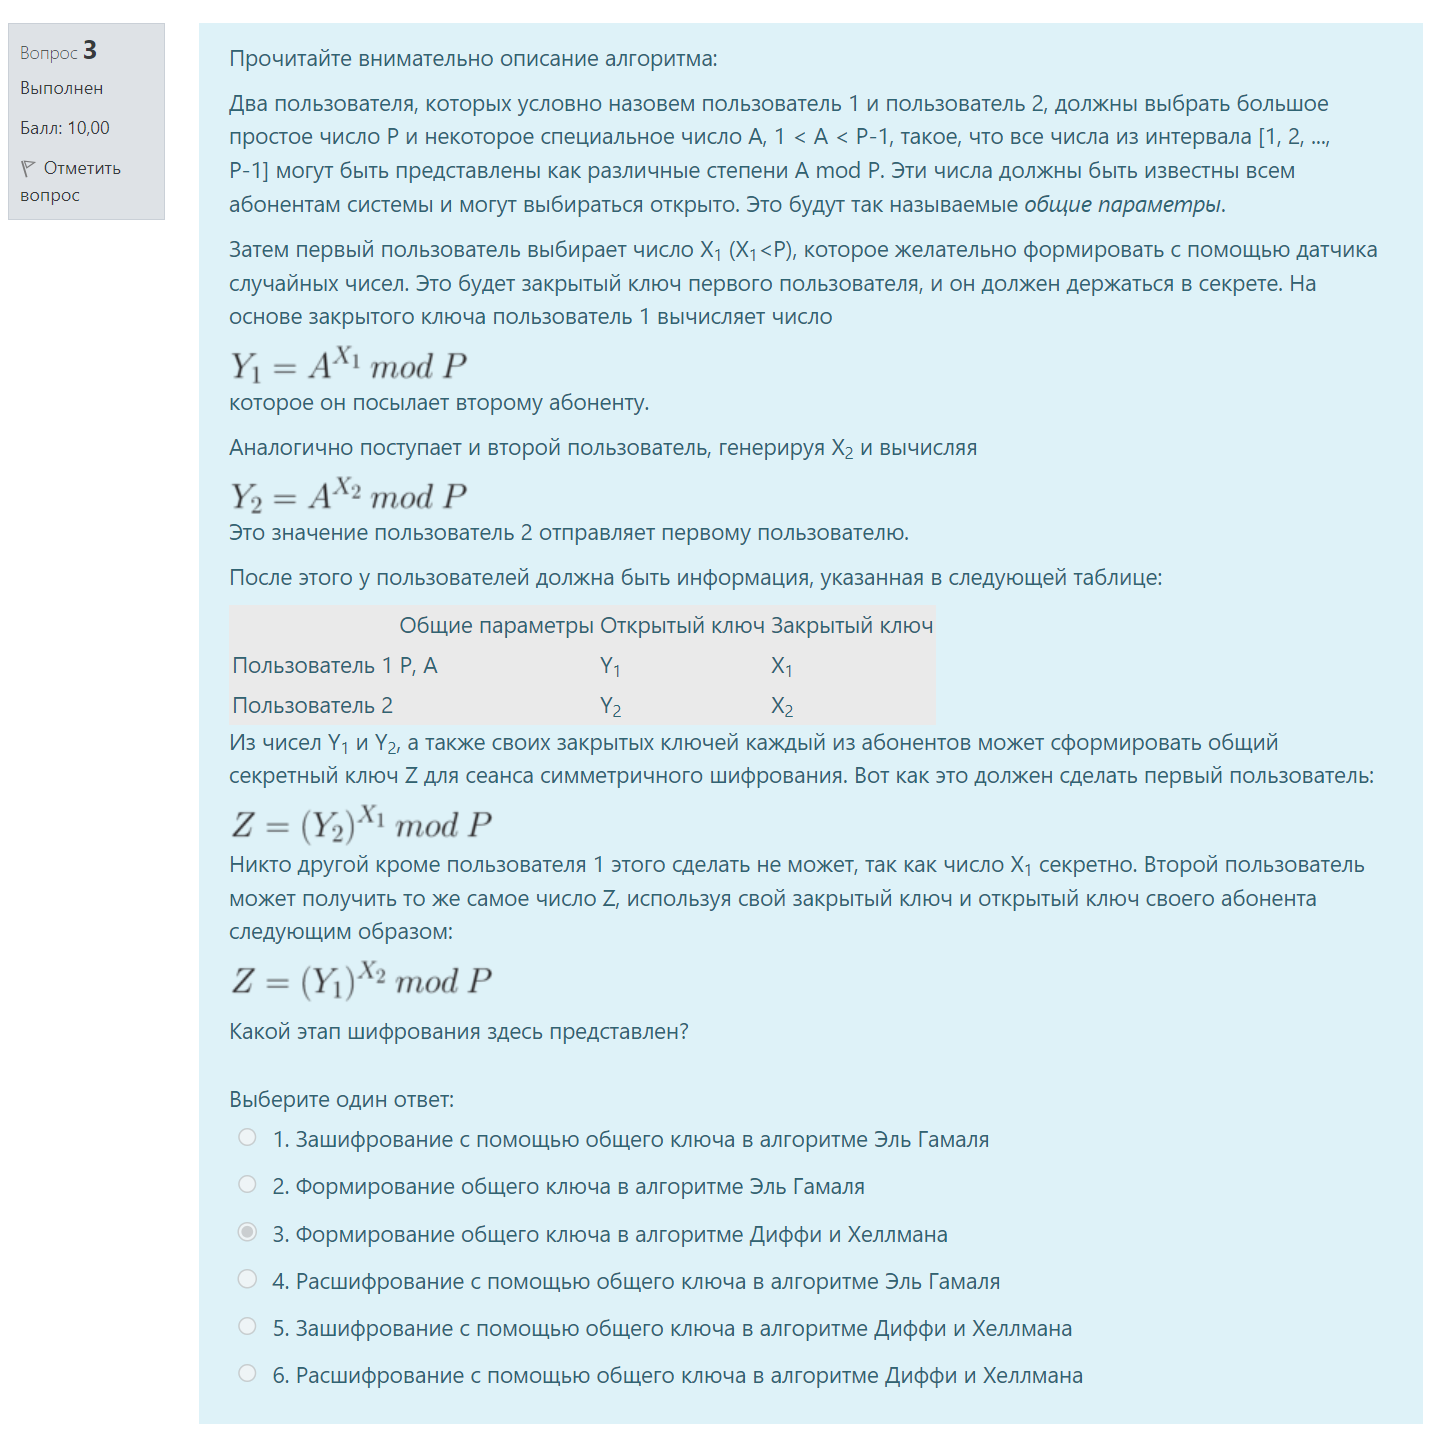 Вопрос 3
Выполнен
Балл: 10,00
Отметить
вопрос
Прочитайте внимательно описание алгоритма:
Два пользователя, которых условно назовем пользователь 1 и пользователь 2, должны выбрать большое
простое число P и некоторое специальное число A, 1 < A < P-1, такое, что все числа из интервала [1, 2, ...,
P-1] могут быть представлены как различные степени A mod P. Эти числа должны быть известны всем
абонентам системы и могут выбираться открыто. Это будут так называемые общие параметры.
Затем первый пользователь выбирает число X₁ (X₁<P), которое желательно формировать с помощью датчика
случайных чисел. Это будет закрытый ключ первого пользователя, и он должен держаться в секрете. На
основе закрытого ключа пользователь 1 вычисляет число
Y₁ = A^X₁ mod P
которое он посылает второму абоненту.
Аналогично поступает и второй пользователь, генерируя X₂ и вычисляя
Y₂ = A^X₂ mod P
Это значение пользователь 2 отправляет первому пользователю.
После этого у пользователей должна быть информация, указанная в следующей таблице:
Общие параметры Открытый ключ Закрытый ключ
Пользователь 1 P, A Y₁ X₁
Пользователь 2 Y₂ X₂
Из чисел Y₁ и Y₂, а также своих закрытых ключей каждый из абонентов может сформировать общий
секретный ключ Z для сеанса симметричного шифрования. Вот как это должен сделать первый пользователь:
Z = (Y₂)^X₁ mod P
Никто другой кроме пользователя 1 этого сделать не может, так как число X₁ секретно. Второй пользователь
может получить то же самое число Z, используя свой закрытый ключ и открытый ключ своего абонента
следующим образом:
Z = (Y₁)^X₂ mod P
Какой этап шифрования здесь представлен?
Выберите один ответ:
1. Зашифрование с помощью общего ключа в алгоритме Эль Гамаля
2. Формирование общего ключа в алгоритме Эль Гамаля
3. Формирование общего ключа в алгоритме Диффи и Хеллмана
4. Расшифрование с помощью общего ключа в алгоритме Эль Гамаля
5. Зашифрование с помощью общего ключа в алгоритме Диффи и Хеллмана
6. Расшифрование с помощью общего ключа в алгоритме Диффи и Хеллмана